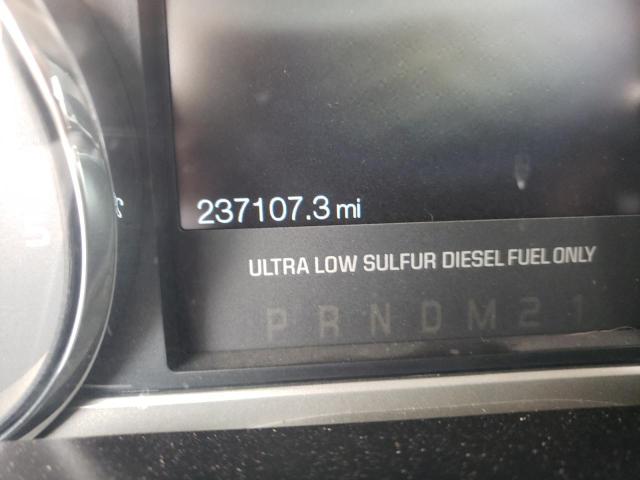 237107.3 mi
ULTRA LOW SULFUR DIESEL FUEL ONLY
P R N D M 2 1